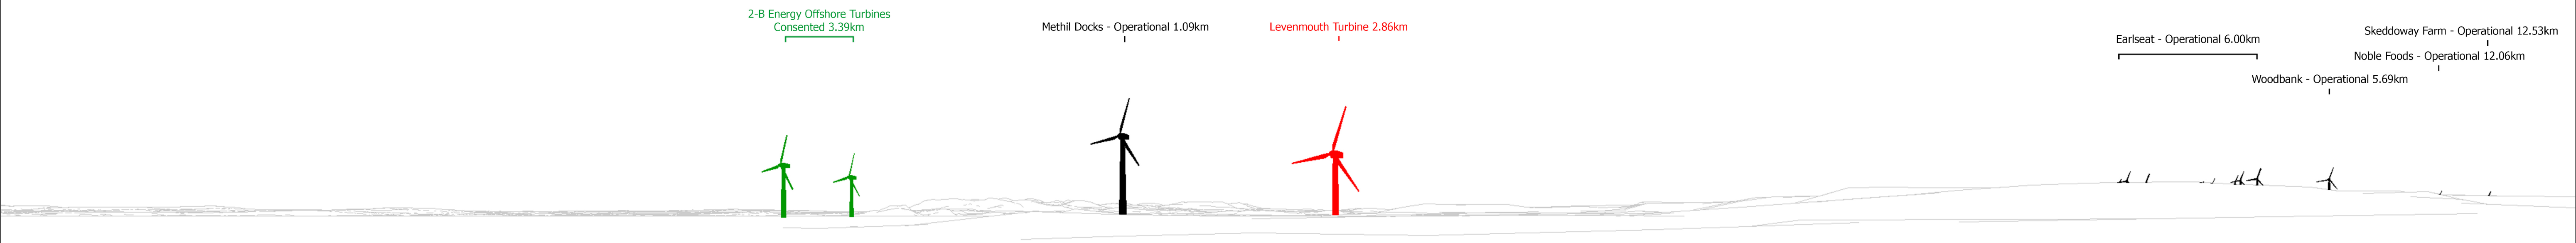 2-B Energy Offshore Turbines
Consented 3.39km
Methil Docks - Operational 1.09km
Levenmouth Turbine 2.86km
Earlseat - Operational 6.00km
Skeddoway Farm - Operational 12.53km
Noble Foods - Operational 12.06km
Woodbank - Operational 5.69km